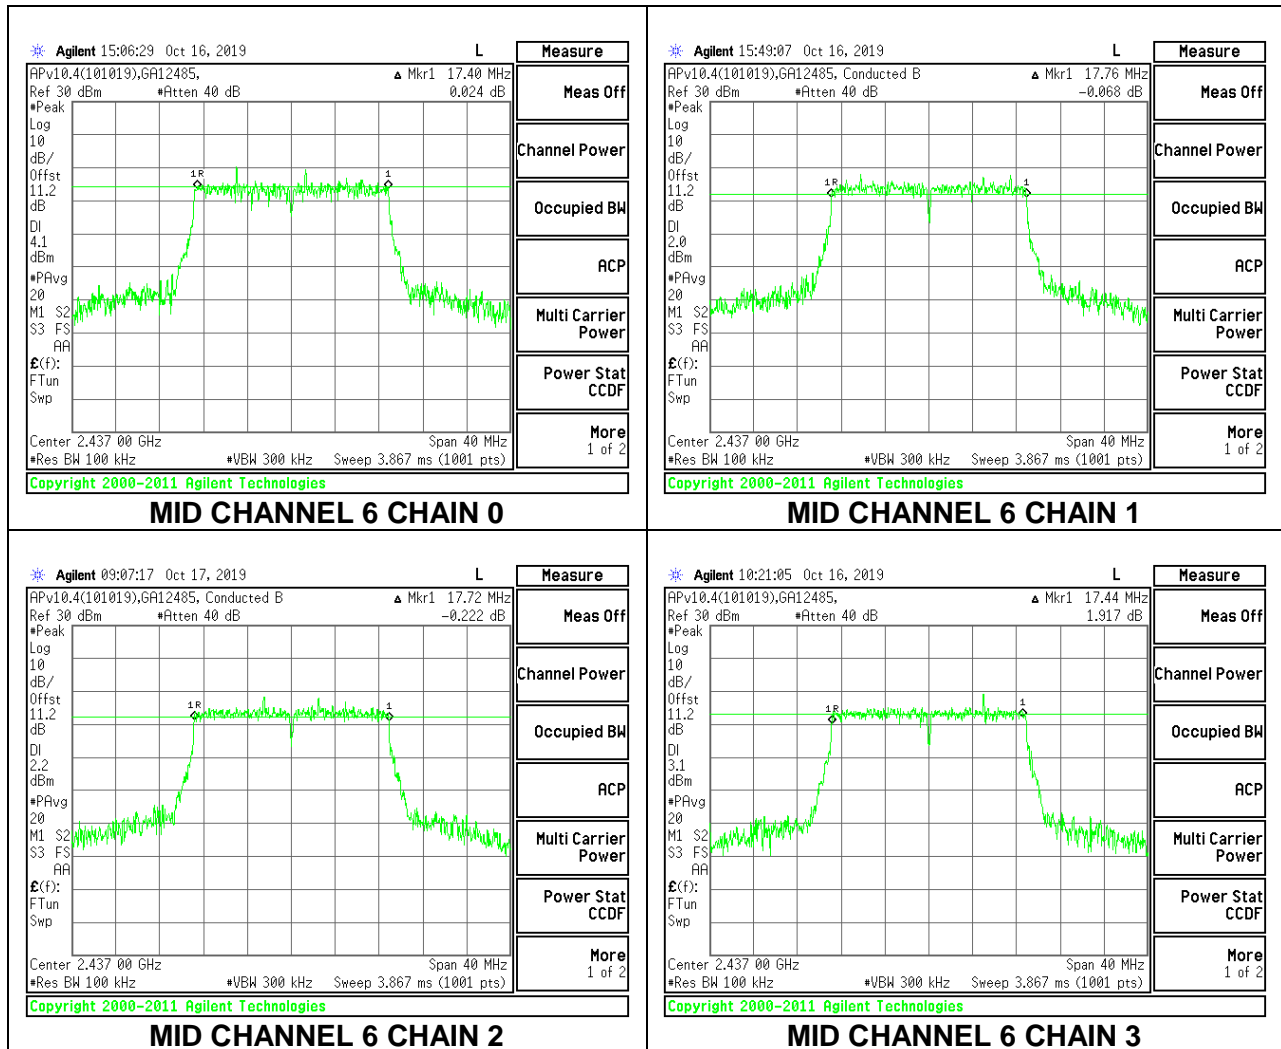 Agilent 15:06:29 Oct 16, 2019 L Measure
APv10.4(101019),GA12485, Δ Mkr1 17.40 MHz
Ref 30 dBm #Atten 40 dB 0.024 dB
Meas Off
#Peak
Log
10
dB/
Offst
11.2
dB
DI
4.1
dBm
#PAvg
20
M1 S2
S3 FS
AA
£(f):
FTun
Swp
1R
1
Channel Power
Occupied BW
ACP
Multi Carrier
Power
Power Stat
CCDF
More
1 of 2
Center 2.437 00 GHz Span 40 MHz
#Res BW 100 kHz #VBW 300 kHz Sweep 3.867 ms (1001 pts)
Copyright 2000-2011 Agilent Technologies
MID CHANNEL 6 CHAIN 0
Agilent 15:49:07 Oct 16, 2019 L Measure
APv10.4(101019),GA12485, Conducted B Δ Mkr1 17.76 MHz
Ref 30 dBm #Atten 40 dB -0.068 dB
Meas Off
#Peak
Log
10
dB/
Offst
11.2
dB
DI
2.0
dBm
#PAvg
20
M1 S2
S3 FS
AA
£(f):
FTun
Swp
1R
1
Channel Power
Occupied BW
ACP
Multi Carrier
Power
Power Stat
CCDF
More
1 of 2
Center 2.437 00 GHz Span 40 MHz
#Res BW 100 kHz #VBW 300 kHz Sweep 3.867 ms (1001 pts)
Copyright 2000-2011 Agilent Technologies
MID CHANNEL 6 CHAIN 1
Agilent 09:07:17 Oct 17, 2019 L Measure
APv10.4(101019),GA12485, Conducted B Δ Mkr1 17.72 MHz
Ref 30 dBm #Atten 40 dB -0.222 dB
Meas Off
#Peak
Log
10
dB/
Offst
11.2
dB
DI
2.2
dBm
#PAvg
20
M1 S2
S3 FS
AA
£(f):
FTun
Swp
1R
1
Channel Power
Occupied BW
ACP
Multi Carrier
Power
Power Stat
CCDF
More
1 of 2
Center 2.437 00 GHz Span 40 MHz
#Res BW 100 kHz #VBW 300 kHz Sweep 3.867 ms (1001 pts)
Copyright 2000-2011 Agilent Technologies
MID CHANNEL 6 CHAIN 2
Agilent 10:21:05 Oct 16, 2019 L Measure
APv10.4(101019),GA12485, Δ Mkr1 17.44 MHz
Ref 30 dBm #Atten 40 dB 1.917 dB
Meas Off
#Peak
Log
10
dB/
Offst
11.2
dB
DI
3.1
dBm
#PAvg
20
M1 S2
S3 FS
AA
£(f):
FTun
Swp
1R
1
Channel Power
Occupied BW
ACP
Multi Carrier
Power
Power Stat
CCDF
More
1 of 2
Center 2.437 00 GHz Span 40 MHz
#Res BW 100 kHz #VBW 300 kHz Sweep 3.867 ms (1001 pts)
Copyright 2000-2011 Agilent Technologies
MID CHANNEL 6 CHAIN 3